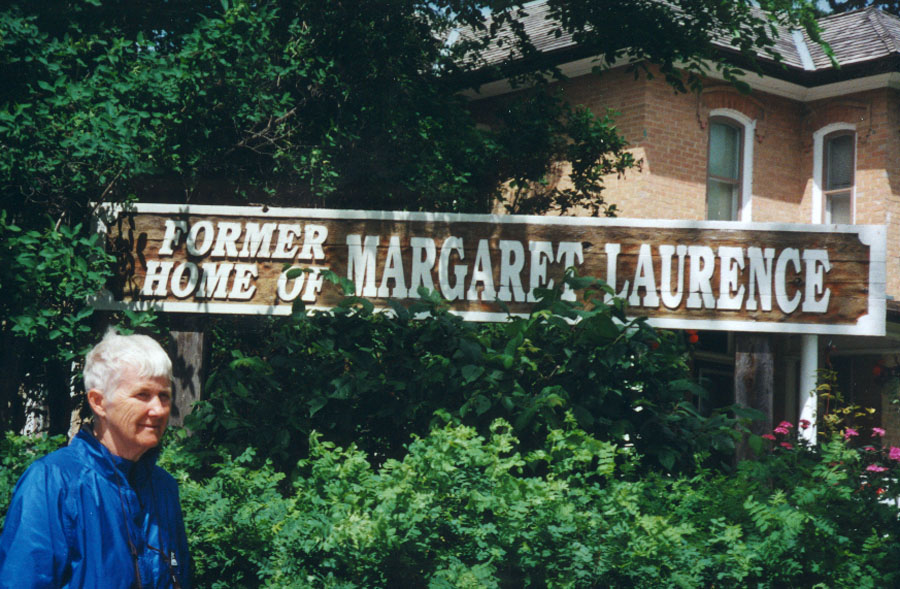 FORMER
HOME OF MARGARET LAURENCE